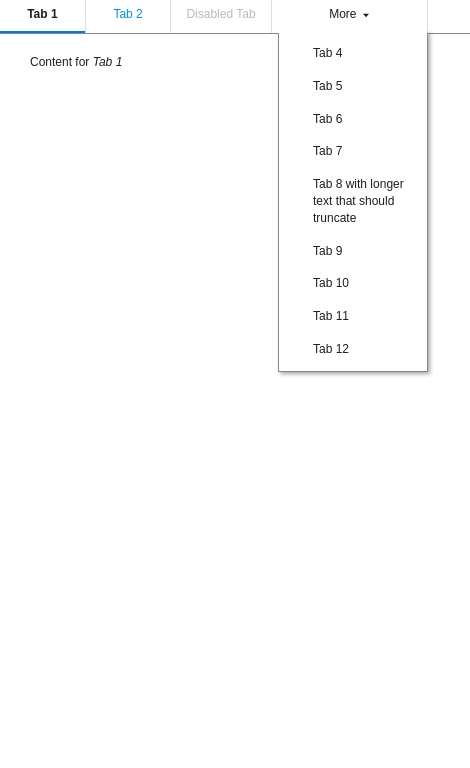 Tab 1
Tab 2
Disabled Tab
More
Content for Tab 1
Tab 4
Tab 5
Tab 6
Tab 7
Tab 8 with longer
text that should
truncate
Tab 9
Tab 10
Tab 11
Tab 12